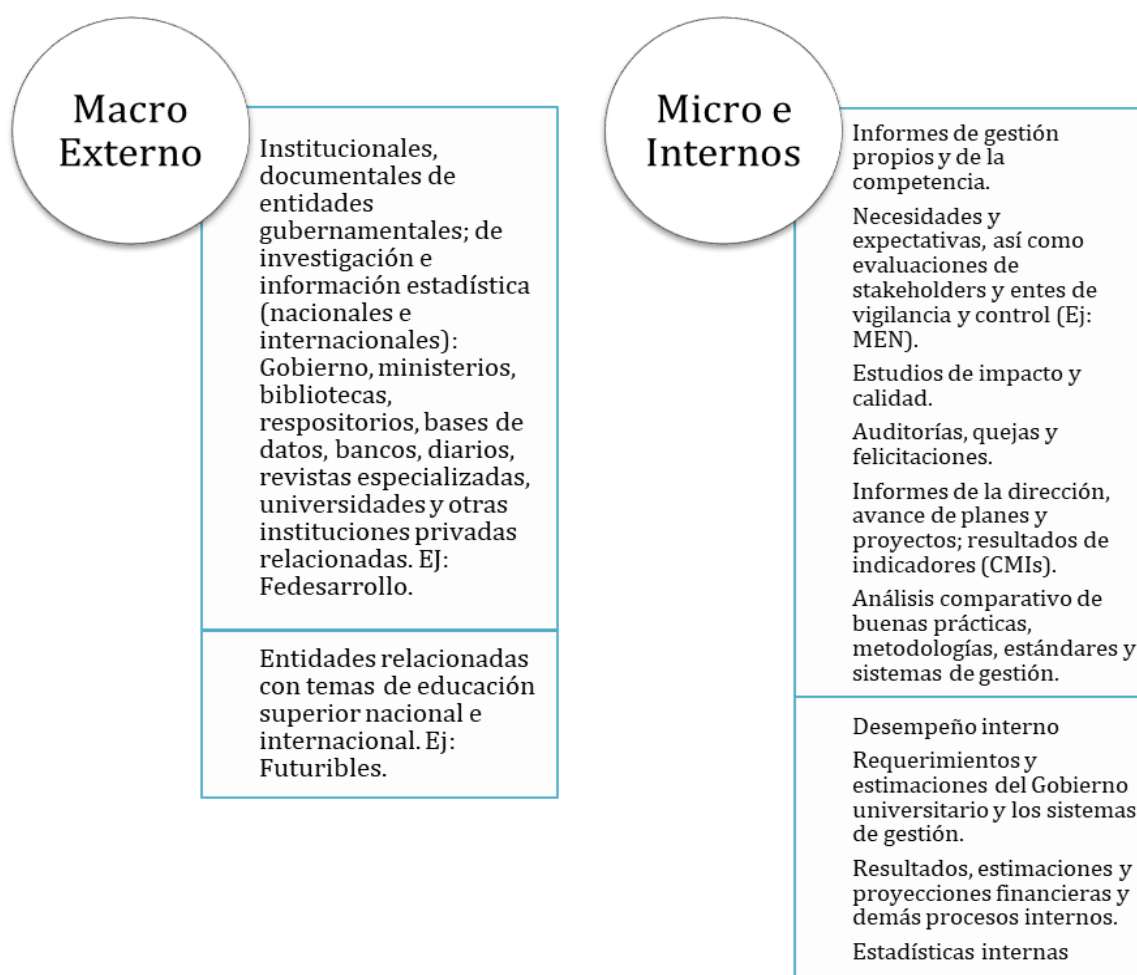 Macro
Externo
Institucionales,
documentales de
entidades
gubernamentales; de
investigación e
información estadística
(nacionales e
internacionales):
Gobierno, ministerios,
bibliotecas,
respositorios, bases de
datos, bancos, diarios,
revistas especializadas,
universidades y otras
instituciones privadas
relacionadas. EJ:
Fedesarrollo.
Entidades relacionadas
con temas de educación
superior nacional e
internacional. Ej:
Futuribles.
Micro e
Internos
Informes de gestión
propios y de la
competencia.
Necesidades y
expectativas, así como
evaluaciones de
stakeholders y entes de
vigilancia y control (Ej:
MEN).
Estudios de impacto y
calidad.
Auditorías, quejas y
felicitaciones.
Informes de la dirección,
avance de planes y
proyectos; resultados de
indicadores (CMIs).
Análisis comparativo de
buenas prácticas,
metodologías, estándares y
sistemas de gestión.
Desempeño interno
Requerimientos y
estimaciones del Gobierno
universitario y los sistemas
de gestión.
Resultados, estimaciones y
proyecciones financieras y
demás procesos internos.
Estadísticas internas